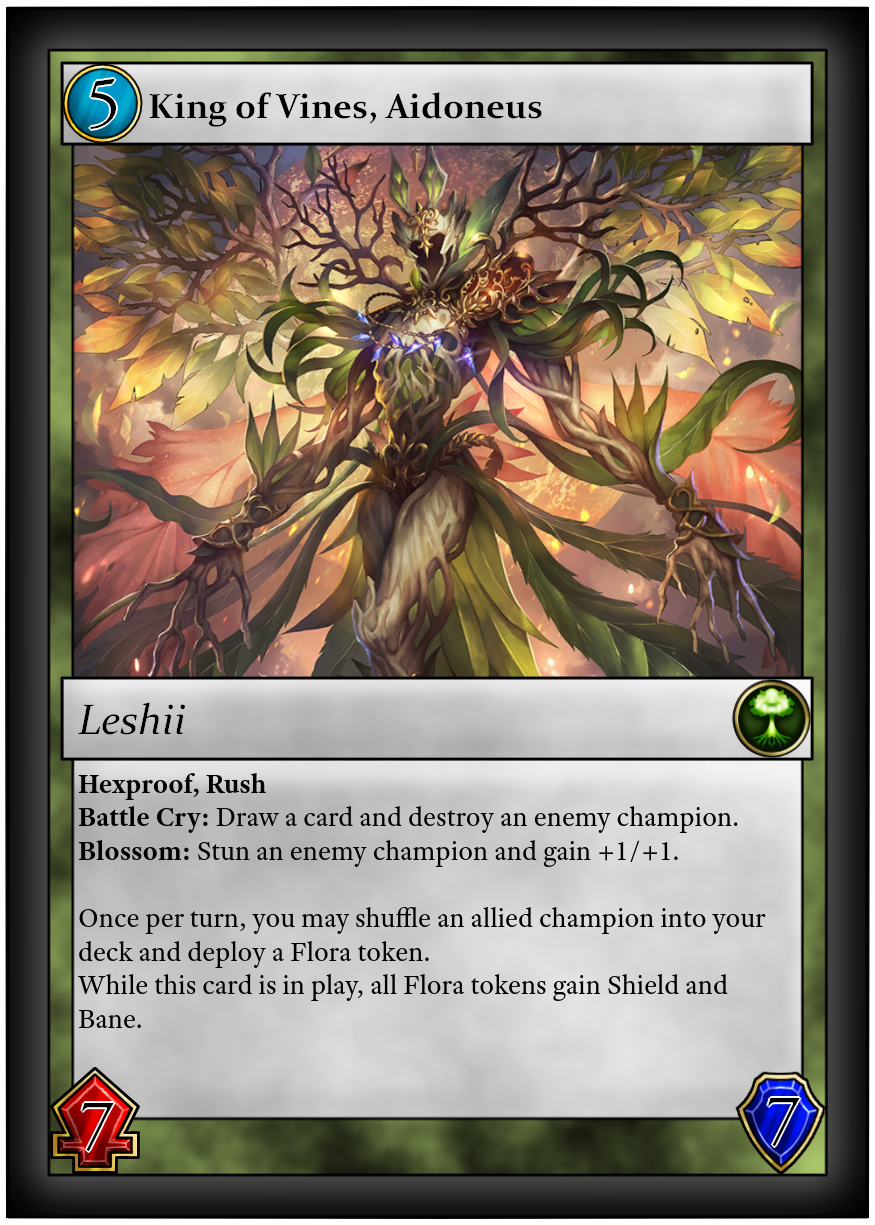 5 King of Vines, Aidoneus
Leshii
Hexproof, Rush
Battle Cry: Draw a card and destroy an enemy champion.
Blossom: Stun an enemy champion and gain +1/+1.
Once per turn, you may shuffle an allied champion into your
deck and deploy a Flora token.
While this card is in play, all Flora tokens gain Shield and
Bane.
7 7